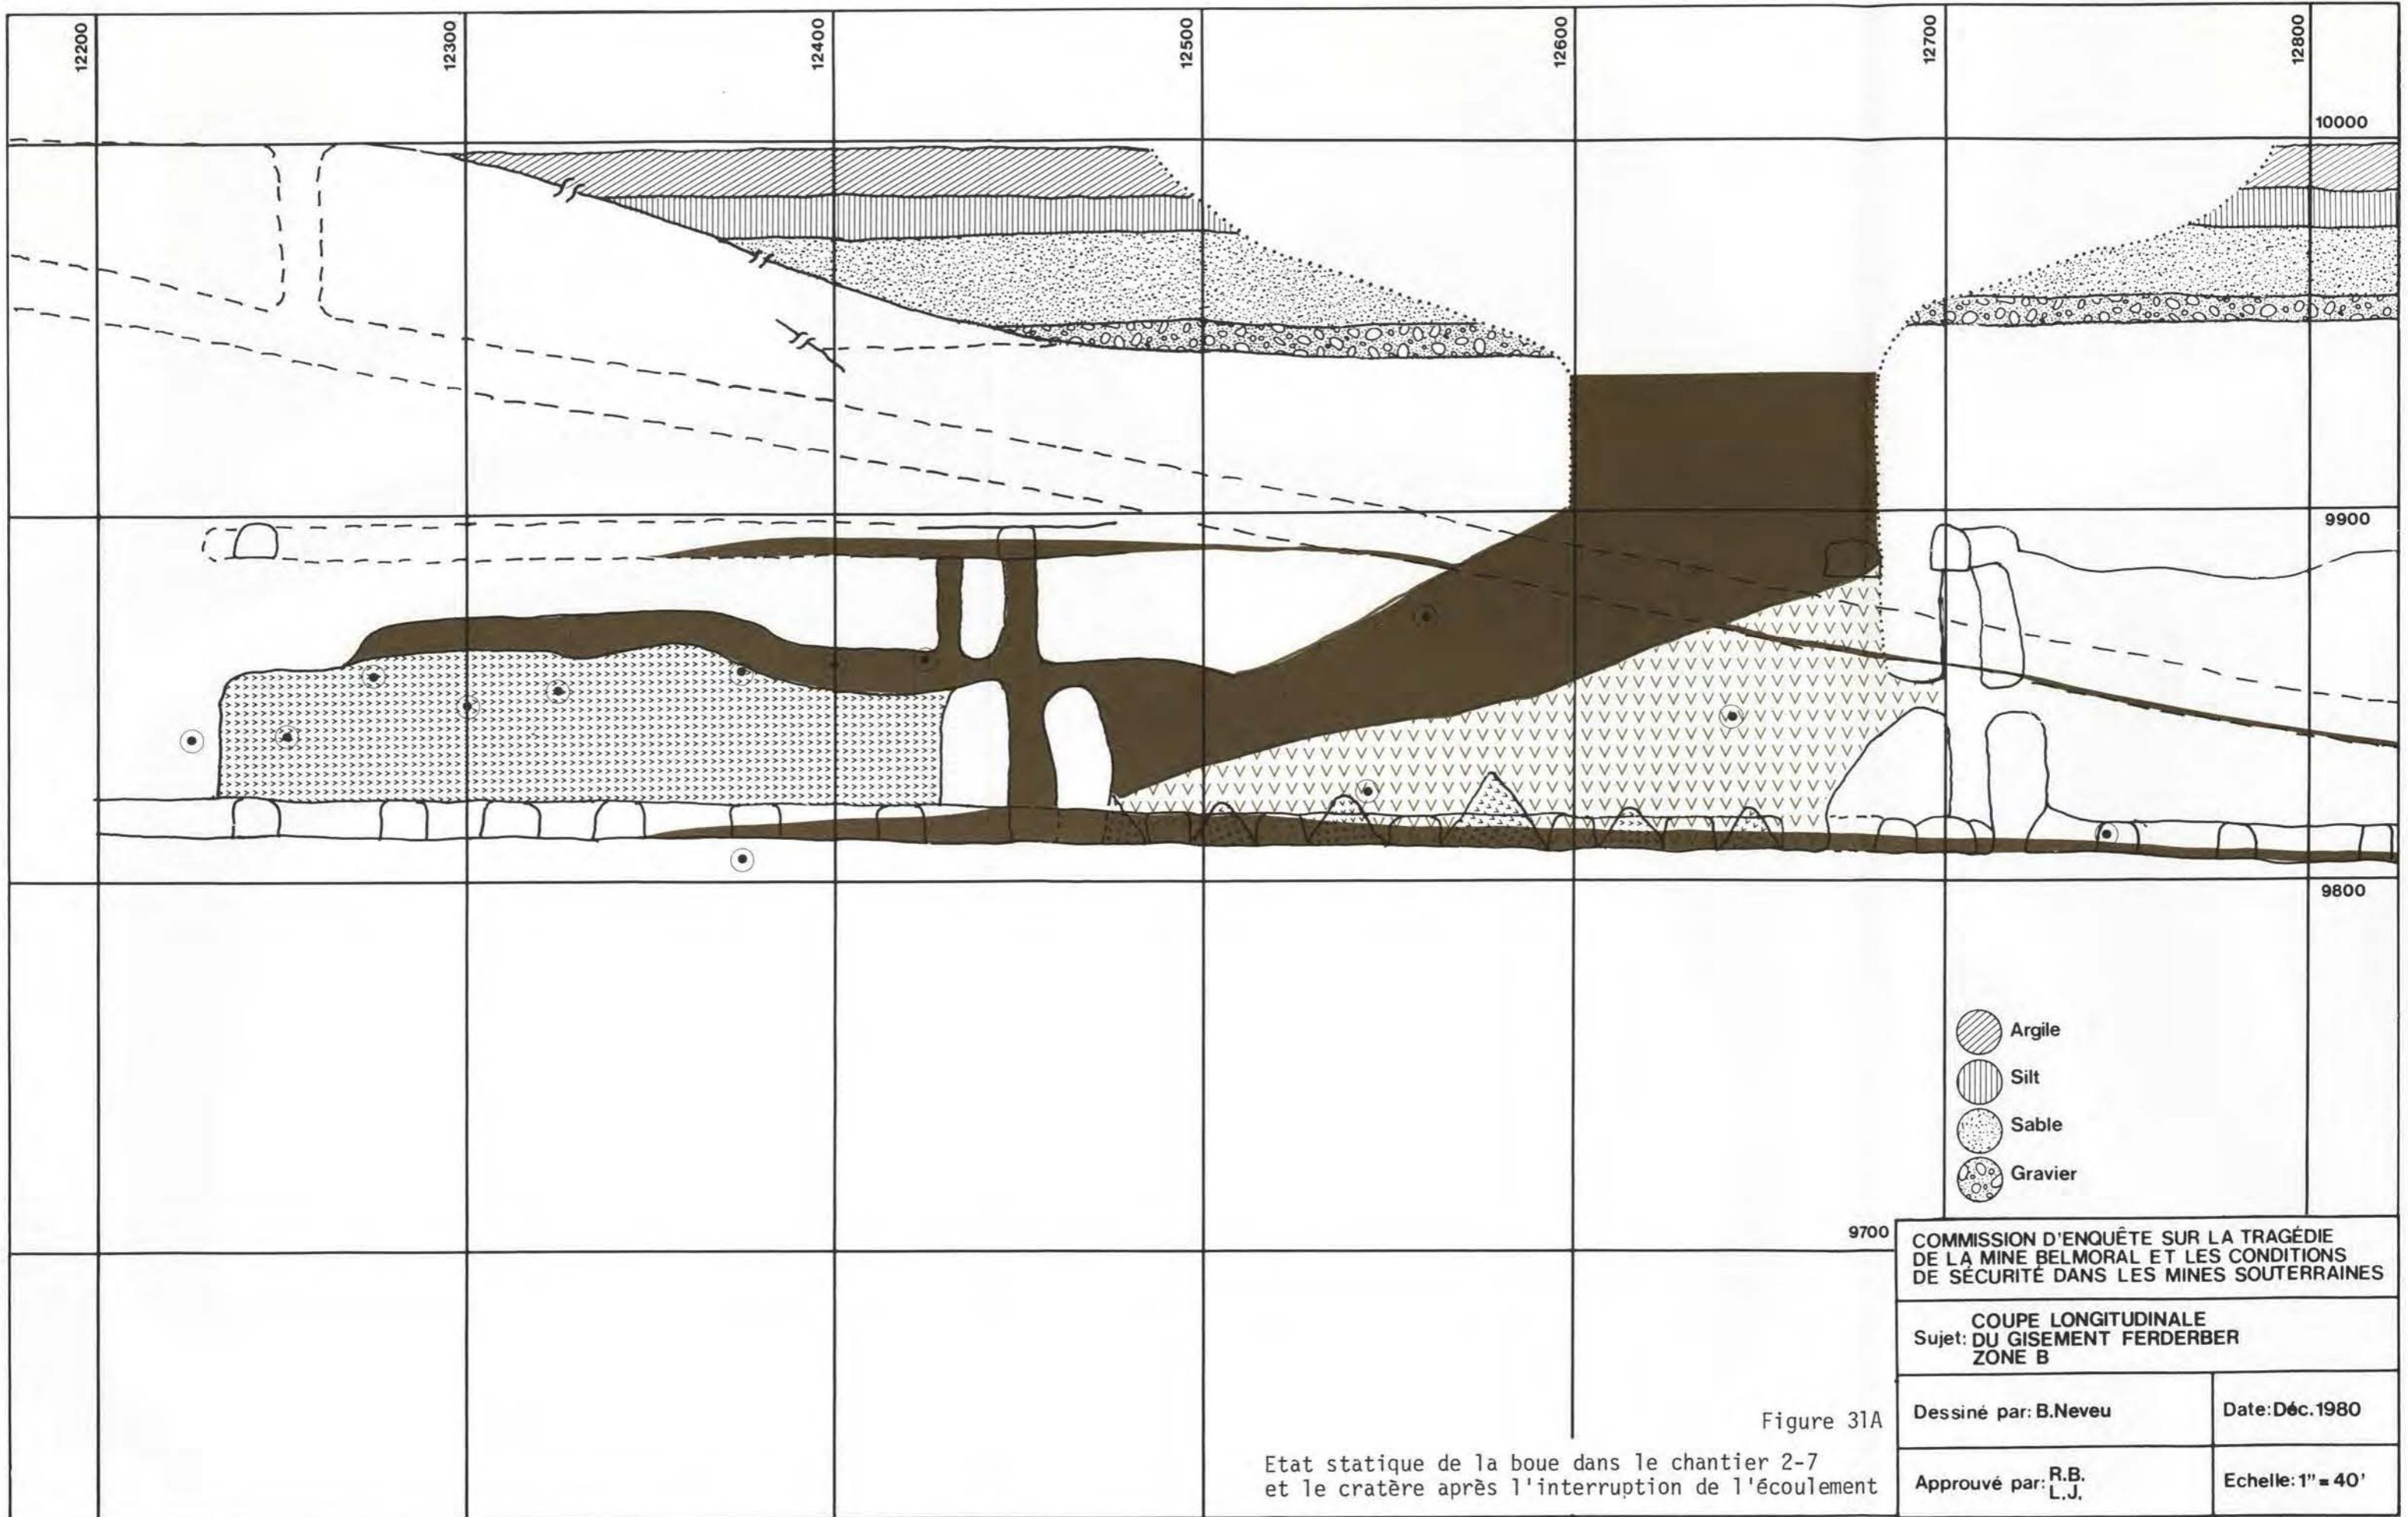 12200
12300
12400
12500
12600
12700
12800
10000
9900
9800
9700
Argile
Silt
Sable
Gravier
COMMISSION D'ENQUÊTE SUR LA TRAGÉDIE
DE LA MINE BELMORAL ET LES CONDITIONS
DE SÉCURITÉ DANS LES MINES SOUTERRAINES
Sujet: COUPE LONGITUDINALE
DU GISEMENT FERDERBER
ZONE B
Dessiné par: B.Neveu
Date: Déc. 1980
Approuvé par: R.B.
L.J.
Echelle: 1" = 40'
Figure 31A
Etat statique de la boue dans le chantier 2-7
et le cratère après l'interruption de l'écoulement